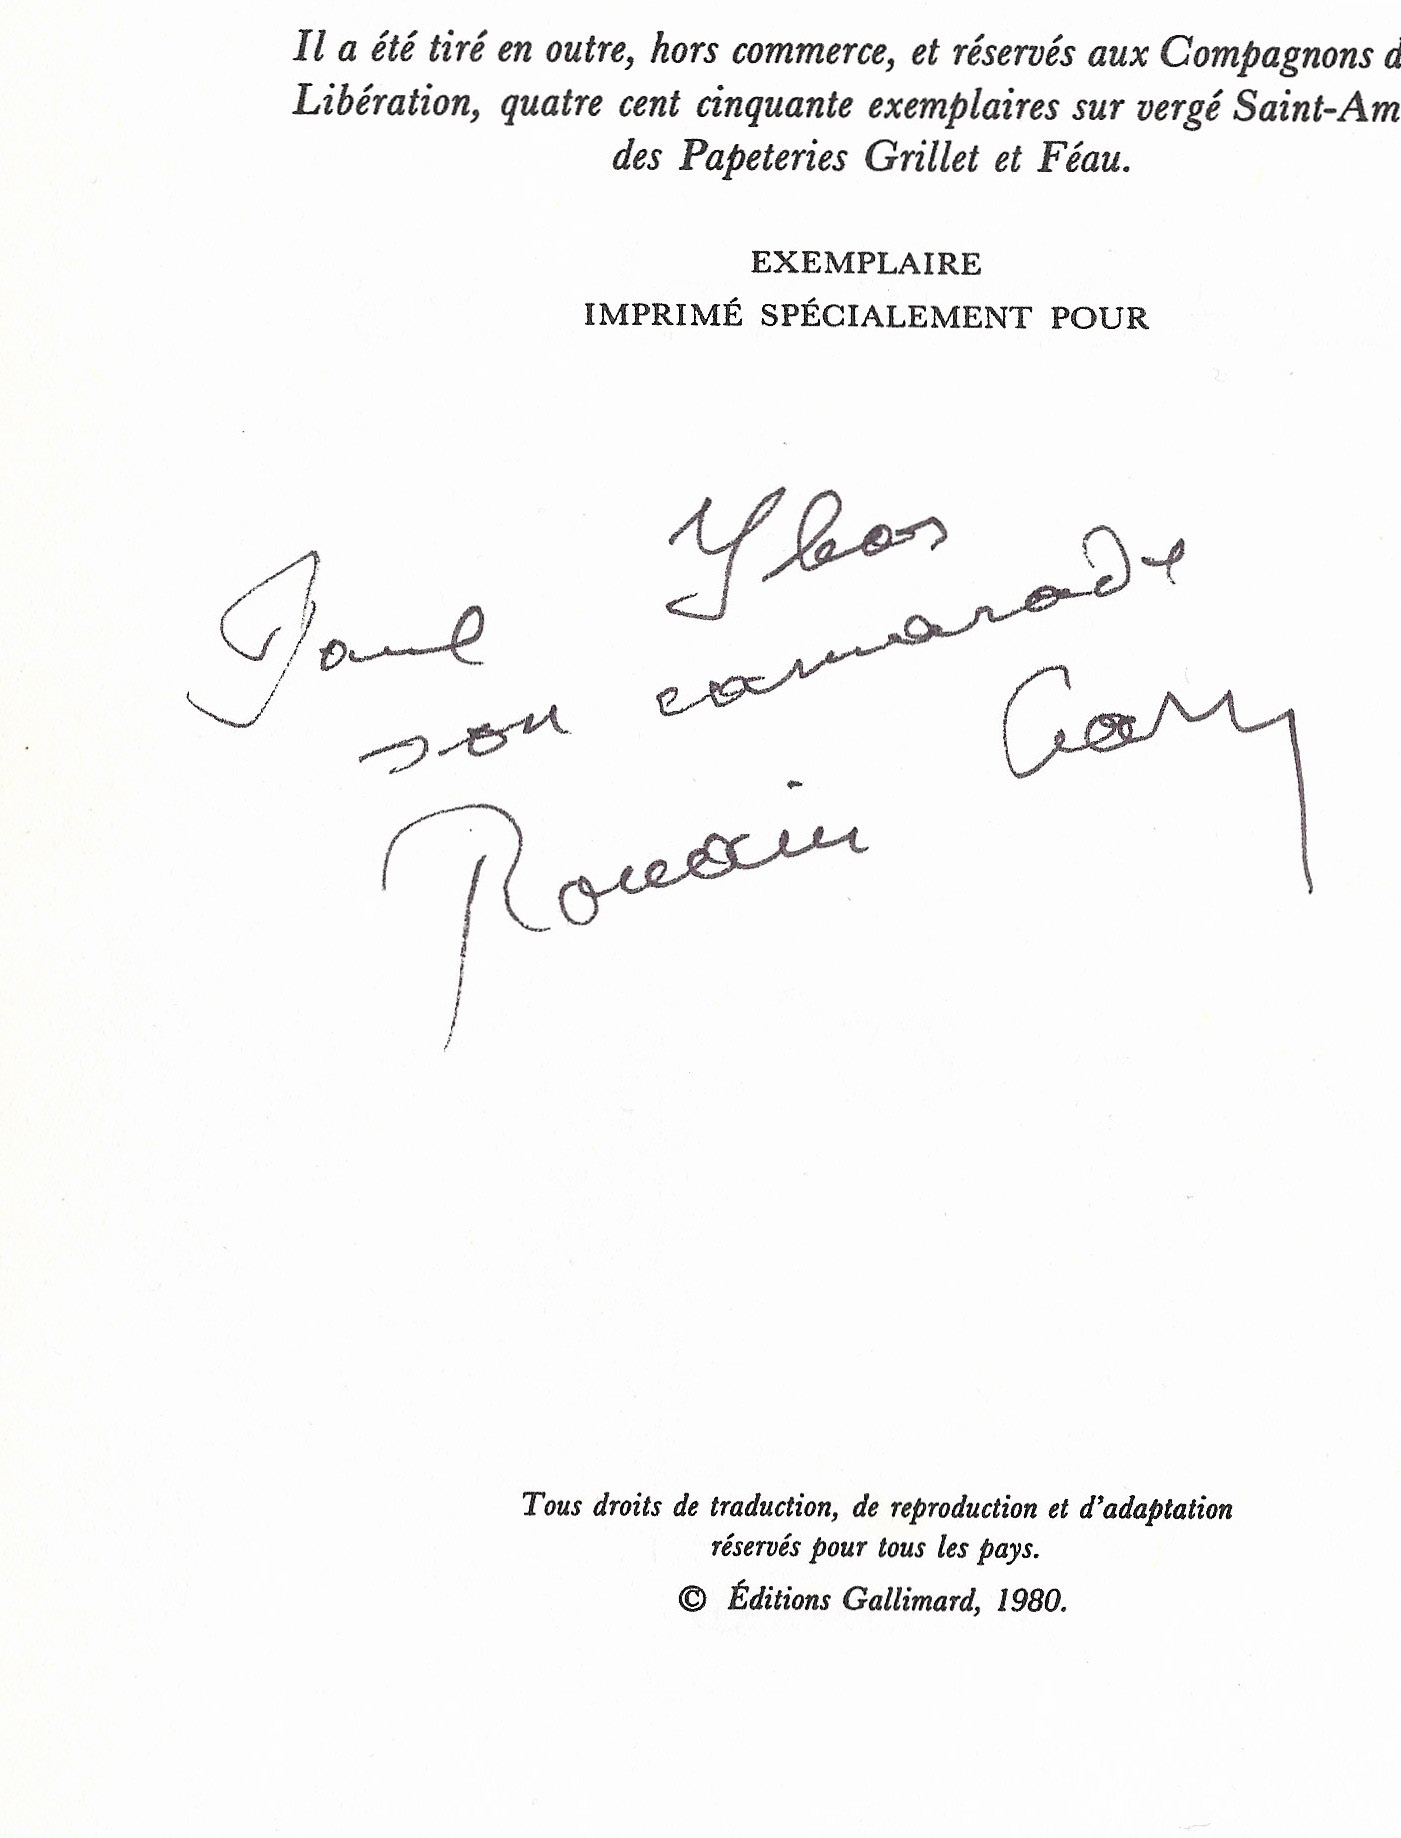 Il a été tiré en outre, hors commerce, et réservés aux Compagnons d
Libération, quatre cent cinquante exemplaires sur vergé Saint-Am
des Papeteries Grillet et Féau.
EXEMPLAIRE
IMPRIMÉ SPÉCIALEMENT POUR
Paul Ybos
son camarade
Romain Gary
Tous droits de traduction, de reproduction et d'adaptation
réservés pour tous les pays.
© Éditions Gallimard, 1980.